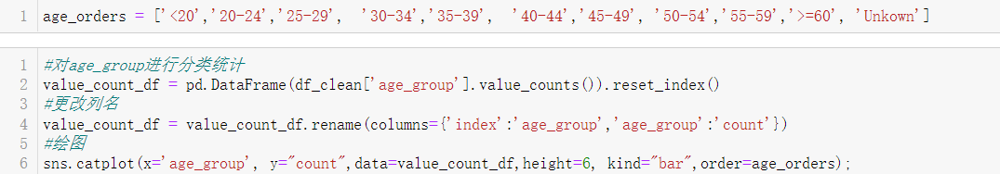 1 age_orders = ['<20','20-24','25-29', '30-34','35-39', '40-44','45-49', '50-54','55-59','>=60', 'Unkown']
1 #对age_group进行分类统计
2 value_count_df = pd.DataFrame(df_clean['age_group'].value_counts()).reset_index()
3 #更改列名
4 value_count_df = value_count_df.rename(columns={'index':'age_group','age_group':'count'})
5 #绘图
6 sns.catplot(x='age_group', y="count",data=value_count_df,height=6, kind="bar",order=age_orders);